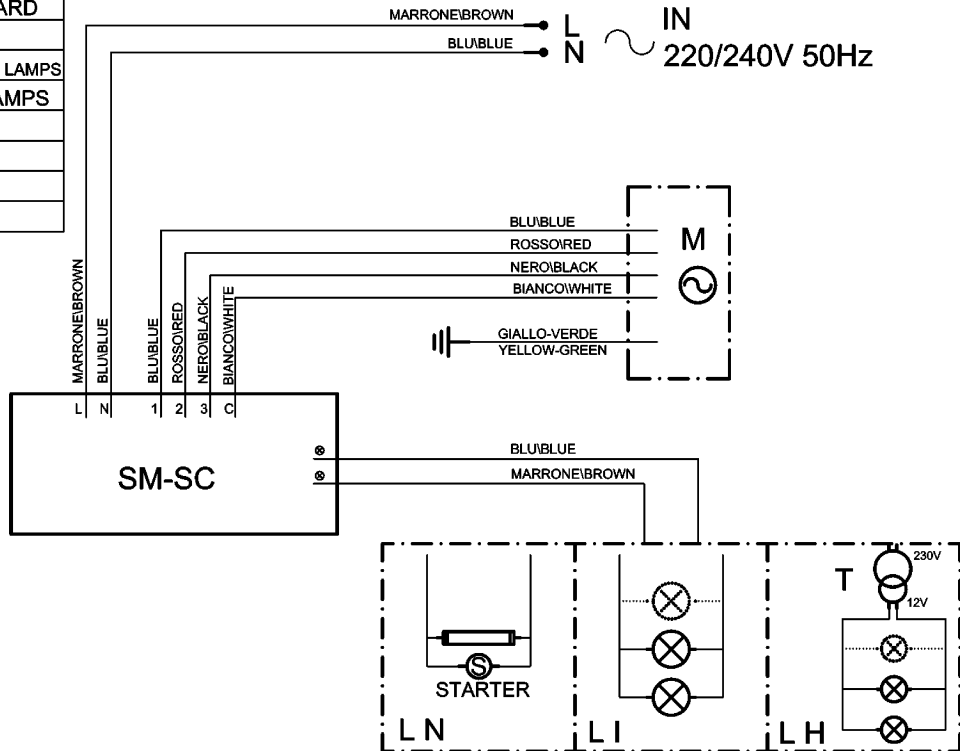 MARRONE\BROWN
L
IN
BLU\BLUE
N
220/240V 50Hz
LAMPS
BLU\BLUE
ROSSO\RED
M
NERO\BLACK
BIANCO\WHITE
GIALLO-VERDE
YELLOW-GREEN
MARRONE\BROWN
BLU\BLUE
BLU\BLUE
ROSSO\RED
NERO\BLACK
BIANCO\WHITE
L N 1 2 3 C
SM-SC
BLU\BLUE
MARRONE\BROWN
230V
T
12V
S
STARTER
L N
L I
L H